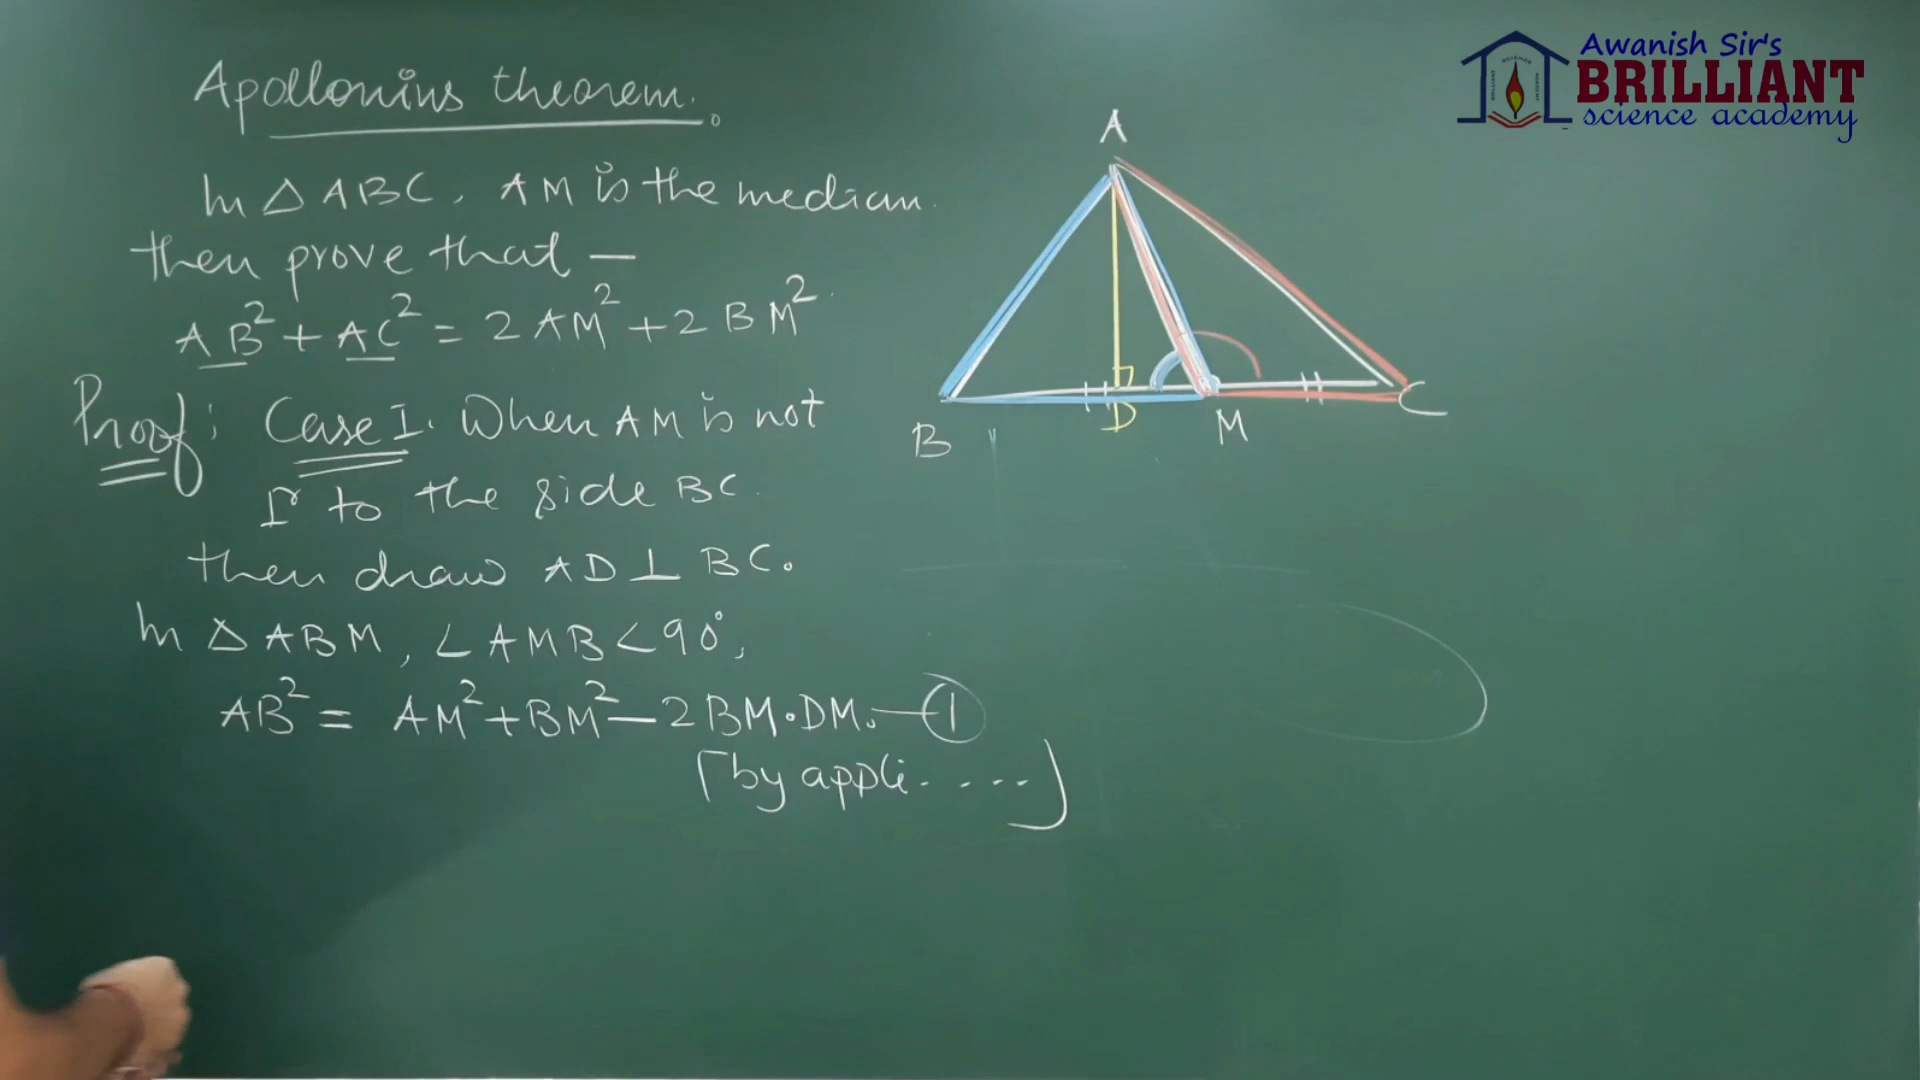 Apollonius theorem.
In △ABC, AM is the median.
then prove that —
AB² + AC² = 2AM² + 2BM².
Proof: Case I. When AM is not
⊥r to the side BC.
then draw AD ⊥ BC.
In △ABM, ∠AMB < 90°,
AB² = AM² + BM² — 2BM·DM. — ①
[by appli.....]
A
B
D
M
C
Awanish Sir's
BRILLIANT
science academy